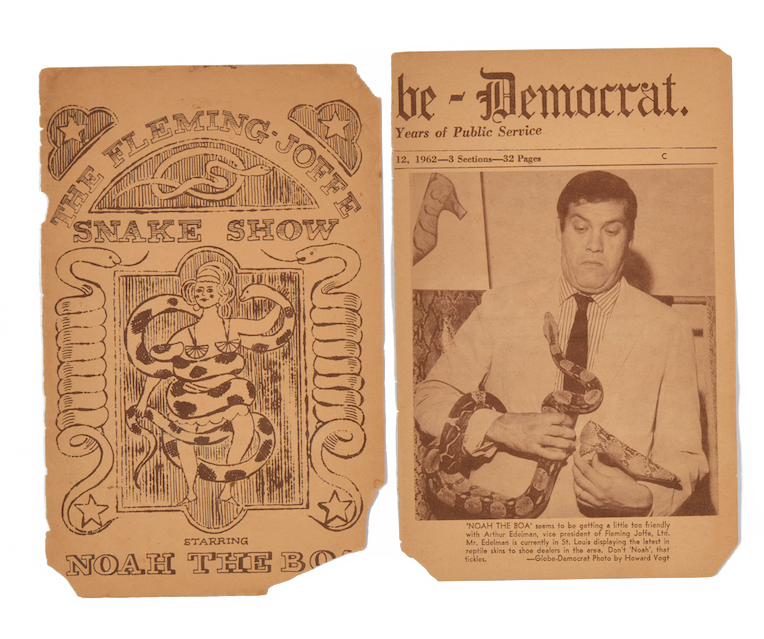 THE FLEMING-JOFFE
SNAKE SHOW
STARRING
NOAH THE BO
be - Democrat.
Years of Public Service
12, 1962—3 Sections—32 Pages
C
'NOAH THE BOA' seems to be getting a little too friendly
with Arthur Edelman, vice president of Fleming Joffe, Ltd.
Mr. Edelman is currently in St. Louis displaying the latest in
reptile skins to shoe dealers in the area. Don't 'Noah', that
tickles. —Globe-Democrat Photo by Howard Vogt